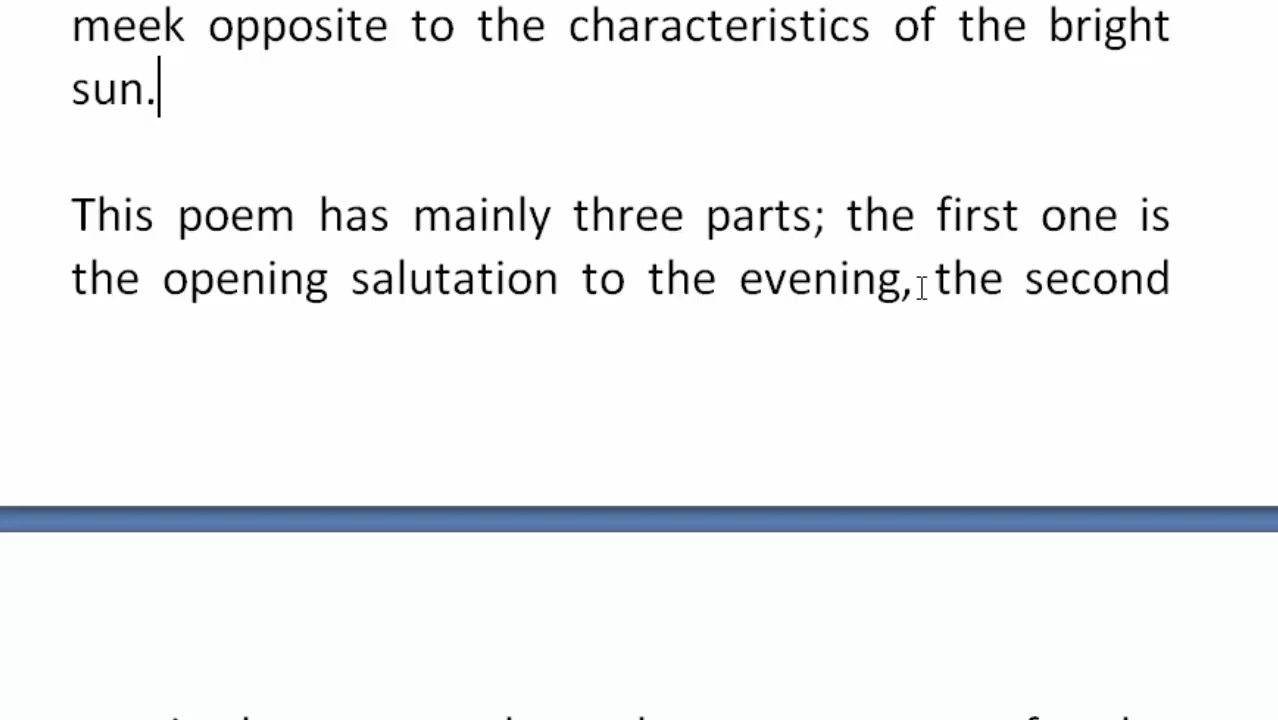 meek opposite to the characteristics of the bright
sun.
This poem has mainly three parts; the first one is
the opening salutation to the evening, the second